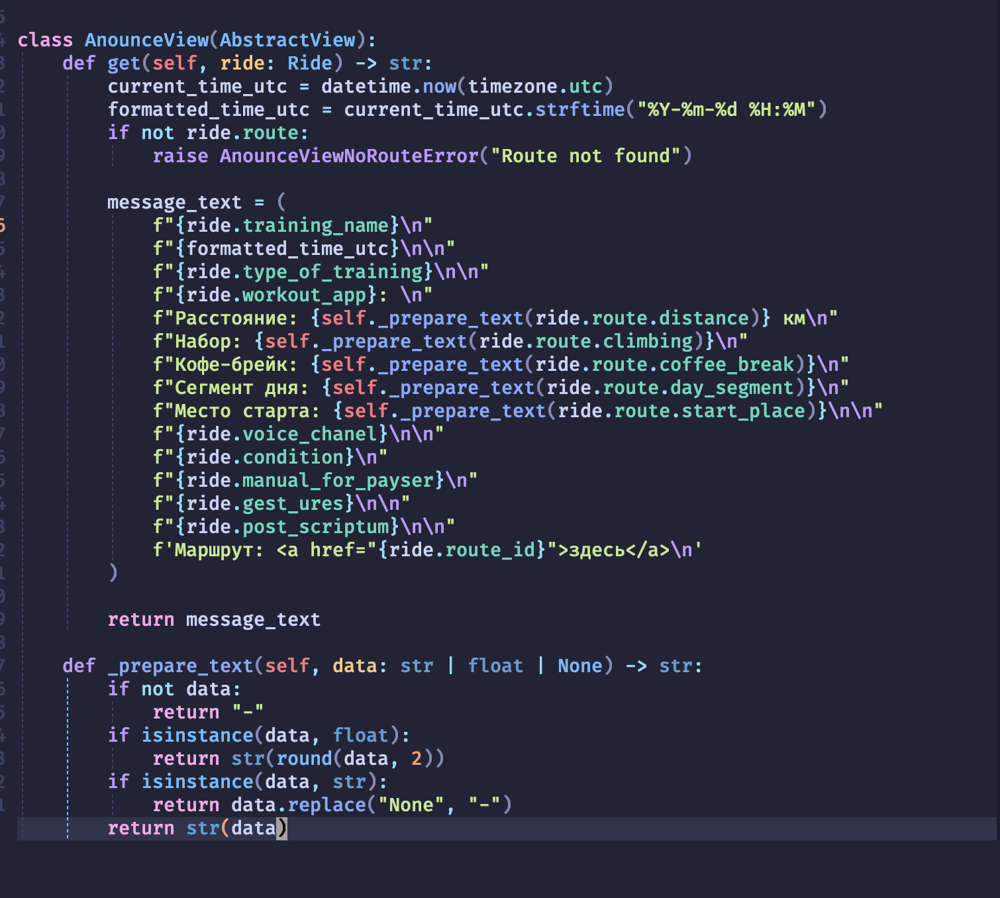 class AnounceView(AbstractView):
    def get(self, ride: Ride) -> str:
        current_time_utc = datetime.now(timezone.utc)
        formatted_time_utc = current_time_utc.strftime("%Y-%m-%d %H:%M")
        if not ride.route:
            raise AnounceViewNoRouteError("Route not found")

        message_text = (
            f"{ride.training_name}\n"
            f"{formatted_time_utc}\n\n"
            f"{ride.type_of_training}\n\n"
            f"{ride.workout_app}: \n"
            f"Расстояние: {self._prepare_text(ride.route.distance)} км\n"
            f"Набор: {self._prepare_text(ride.route.climbing)}\n"
            f"Кофе-брейк: {self._prepare_text(ride.route.coffee_break)}\n"
            f"Сегмент дня: {self._prepare_text(ride.route.day_segment)}\n"
            f"Место старта: {self._prepare_text(ride.route.start_place)}\n\n"
            f"{ride.voice_chanel}\n\n"
            f"{ride.condition}\n"
            f"{ride.manual_for_payser}\n"
            f"{ride.gest_ures}\n\n"
            f"{ride.post_scriptum}\n\n"
            f'Маршрут: <a href="{ride.route_id}">здесь</a>\n'
        )

        return message_text

    def _prepare_text(self, data: str | float | None) -> str:
        if not data:
            return "-"
        if isinstance(data, float):
            return str(round(data, 2))
        if isinstance(data, str):
            return data.replace("None", "-")
        return str(data)